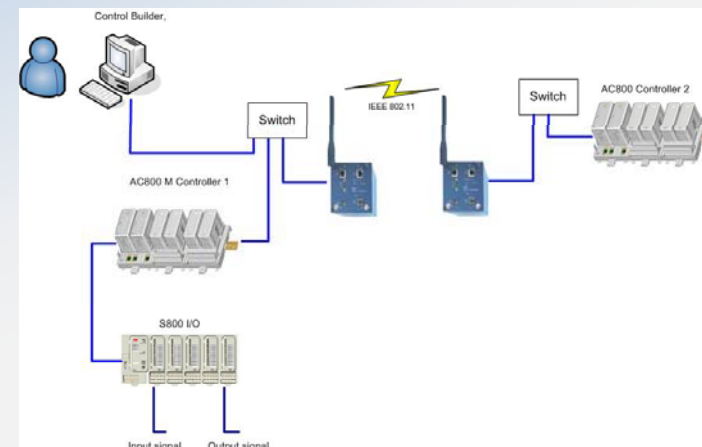 Control Builder,
IEEE 802.11
Switch
AC800 Controller 2
Switch
AC800 M Controller 1
S800 I/O
Input signal
Output signal